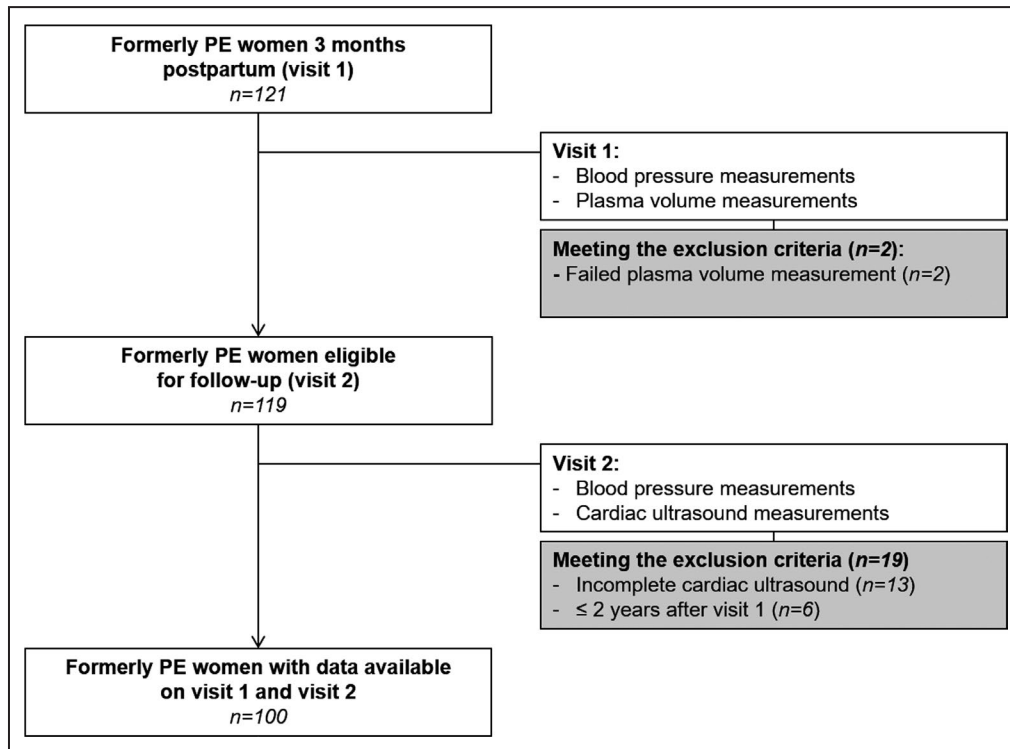 Formerly PE women 3 months
postpartum (visit 1)
n=121
Visit 1:
- Blood pressure measurements
- Plasma volume measurements
Meeting the exclusion criteria (n=2):
- Failed plasma volume measurement (n=2)
Formerly PE women eligible
for follow-up (visit 2)
n=119
Visit 2:
- Blood pressure measurements
- Cardiac ultrasound measurements
Meeting the exclusion criteria (n=19)
- Incomplete cardiac ultrasound (n=13)
- ≤ 2 years after visit 1 (n=6)
Formerly PE women with data available
on visit 1 and visit 2
n=100